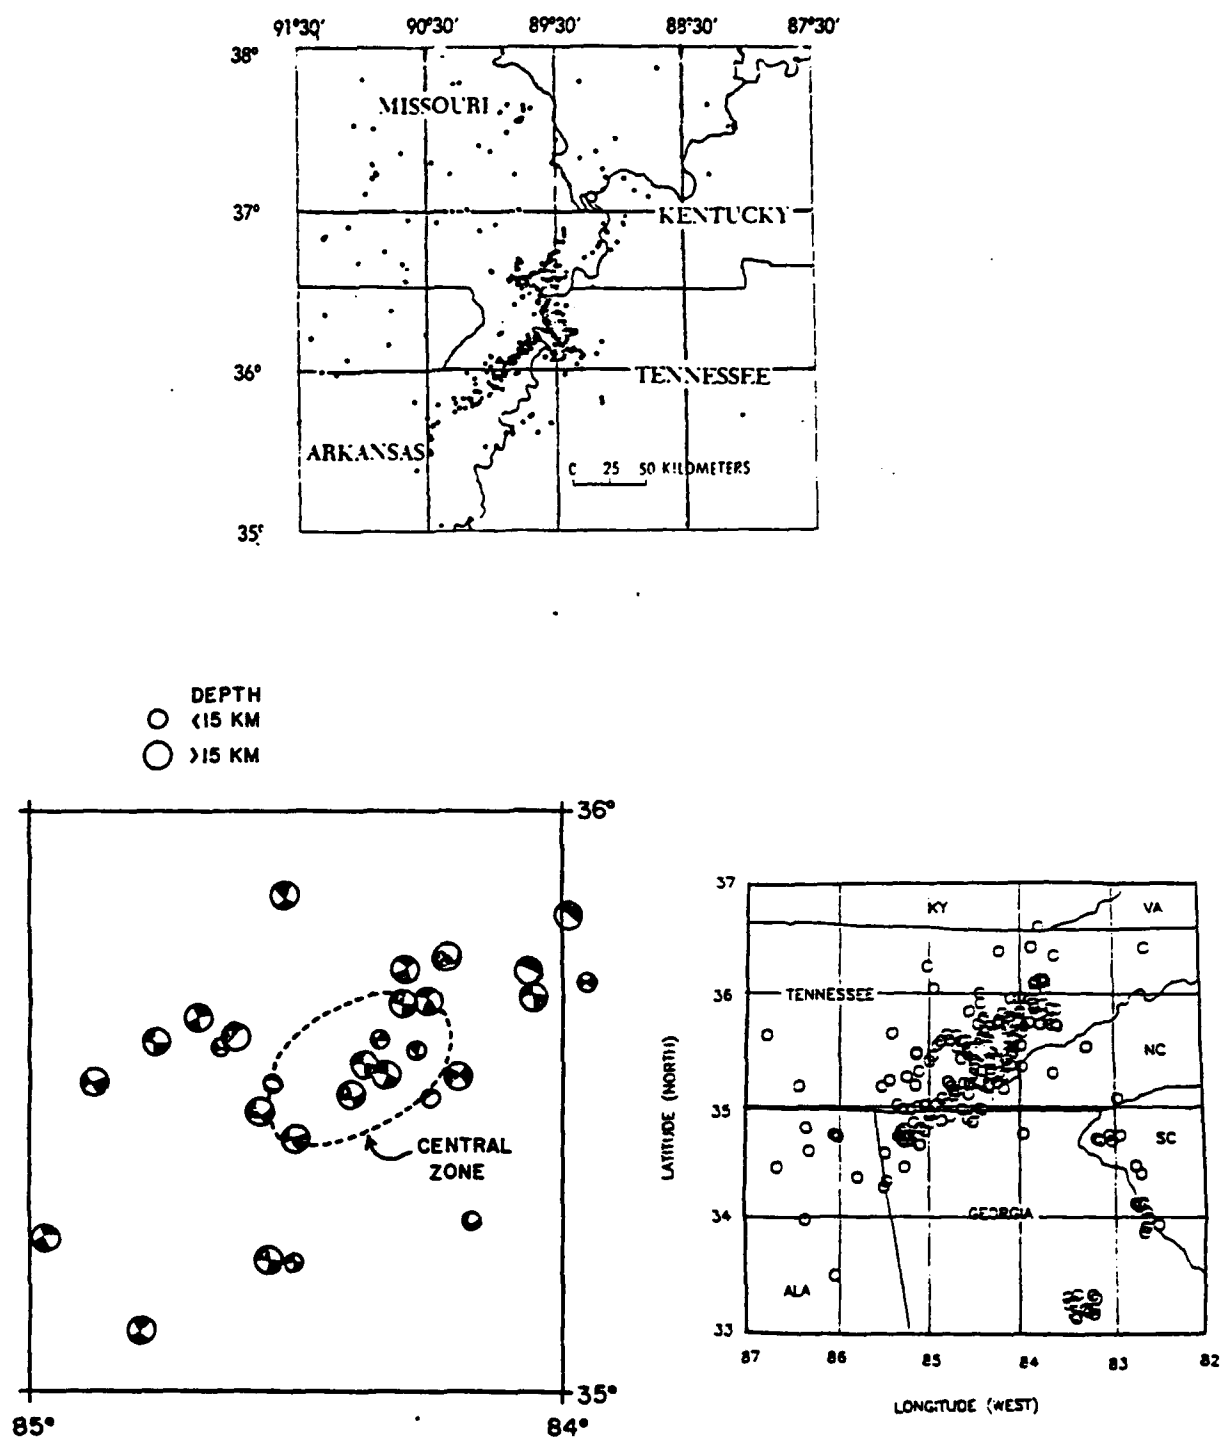 91°30' 90°30' 89°30' 88°30' 87°30'
38°
MISSOURI
37°
KENTUCKY
36°
TENNESSEE
ARKANSAS
0 25 50 KILOMETERS
35°
DEPTH
<15 KM
>15 KM
36°
CENTRAL
ZONE
35°
85° 84°
37
KY VA
36
TENNESSEE
NC
LATITUDE (NORTH)
35
SC
34
GEORGIA
ALA
33
87 86 85 84 83 82
LONGITUDE (WEST)